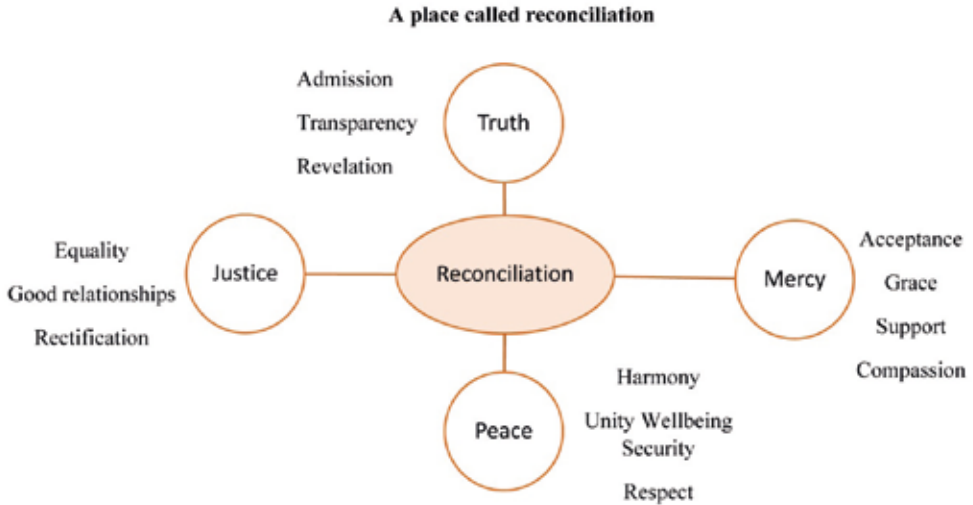 A place called reconciliation
Admission
Transparency
Revelation
Truth
Equality
Good relationships
Rectification
Justice
Reconciliation
Mercy
Acceptance
Grace
Support
Compassion
Peace
Harmony
Unity Wellbeing
Security
Respect